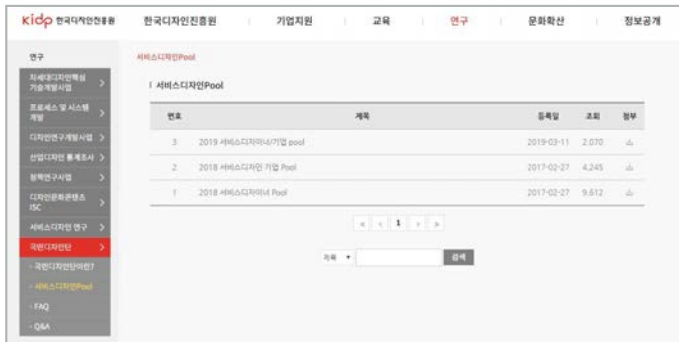 kidp 한국디자인진흥원
한국디자인진흥원 기업지원 교육 연구 문화확산 정보공개
연구
차세대디자인핵심
기술개발사업
프로세스 및 시스템
개발
디자인연구개발사업
산업디자인 통계조사
정책연구사업
디자인문화콘텐츠
ISC
서비스디자인 연구
국민디자인단
- 국민디자인단이란?
- 서비스디자인Pool
- FAQ
- Q&A
서비스디자인Pool
서비스디자인Pool
번호 제목 등록일 조회 첨부
3 2019 서비스디자이너/기업 pool 2019-03-11 2,070
2 2018 서비스디자인 기업 Pool 2017-02-27 4,245
1 2018 서비스디자이너 Pool 2017-02-27 9,612
« ‹ 1 › »
제목 검색